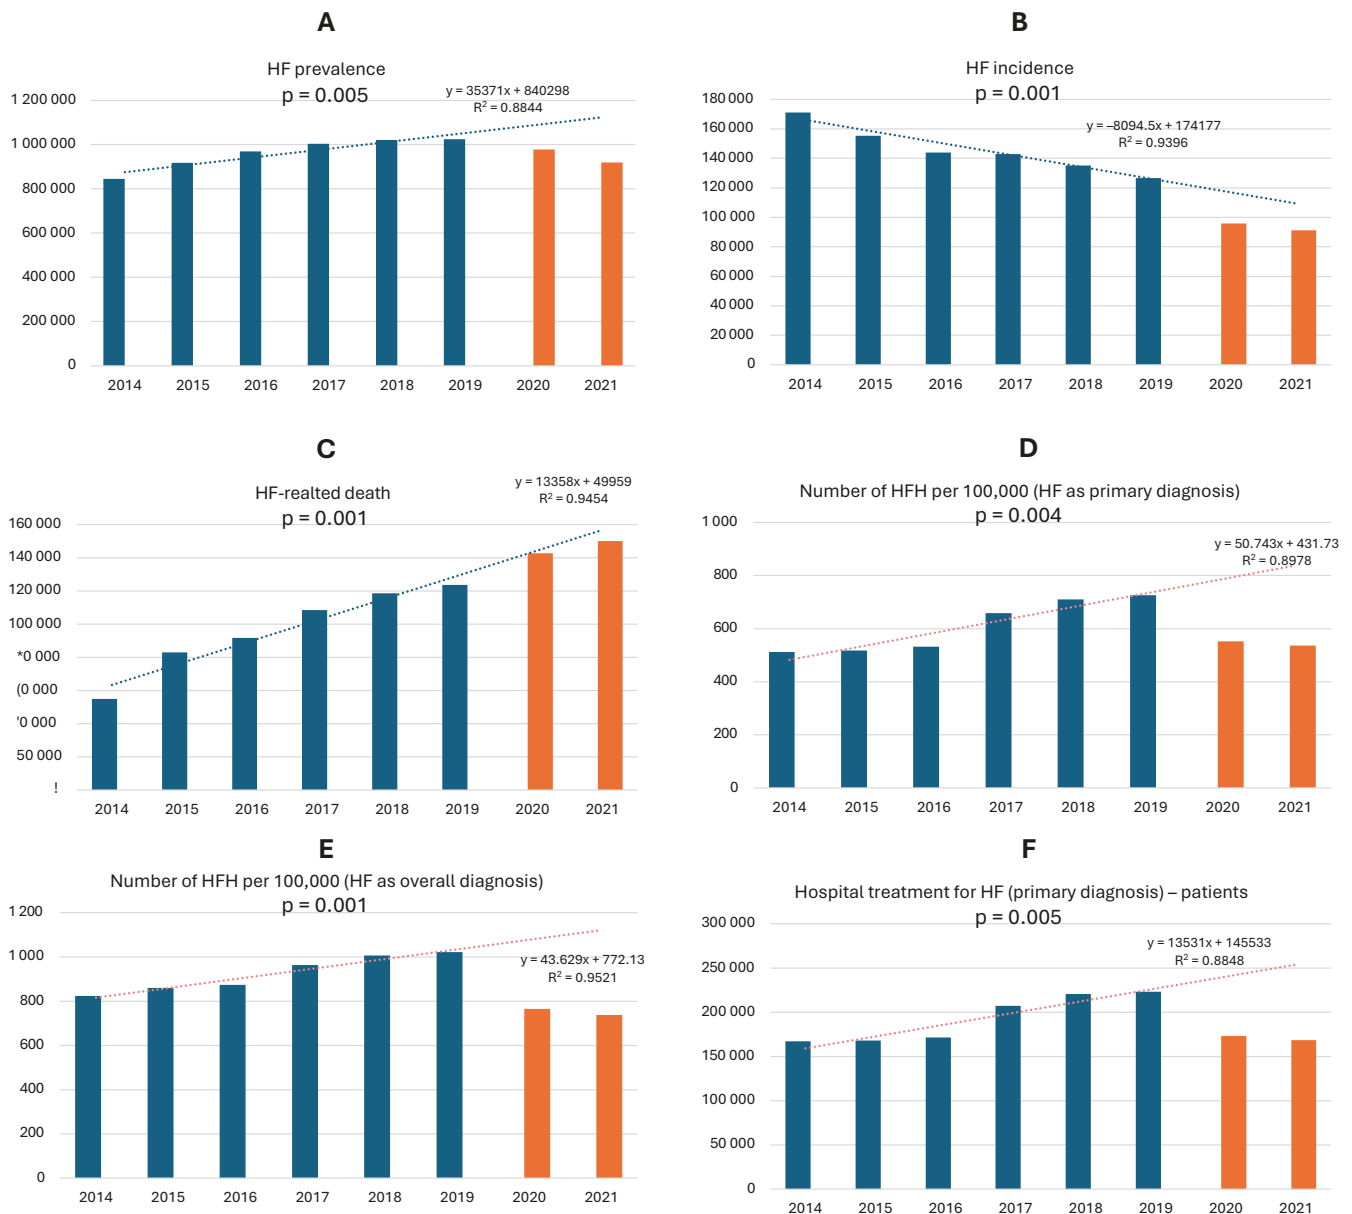 A
HF prevalence
p = 0.005
y = 35371x + 840298
R² = 0.8844
1 200 000
1 000 000
800 000
600 000
400 000
200 000
0
2014 2015 2016 2017 2018 2019 2020 2021
B
HF incidence
p = 0.001
y = –8094.5x + 174177
R² = 0.9396
180 000
160 000
140 000
120 000
100 000
80 000
60 000
40 000
20 000
0
2014 2015 2016 2017 2018 2019 2020 2021
C
HF-realted death
p = 0.001
y = 13358x + 49959
R² = 0.9454
160 000
140 000
120 000
100 000
*0 000
(0 000
'0 000
50 000
!
2014 2015 2016 2017 2018 2019 2020 2021
D
Number of HFH per 100,000 (HF as primary diagnosis)
p = 0.004
y = 50.743x + 431.73
R² = 0.8978
1 000
800
600
400
200
0
2014 2015 2016 2017 2018 2019 2020 2021
E
Number of HFH per 100,000 (HF as overall diagnosis)
p = 0.001
y = 43.629x + 772.13
R² = 0.9521
1 200
1 000
800
600
400
200
0
2014 2015 2016 2017 2018 2019 2020 2021
F
Hospital treatment for HF (primary diagnosis) – patients
p = 0.005
y = 13531x + 145533
R² = 0.8848
300 000
250 000
200 000
150 000
100 000
50 000
0
2014 2015 2016 2017 2018 2019 2020 2021